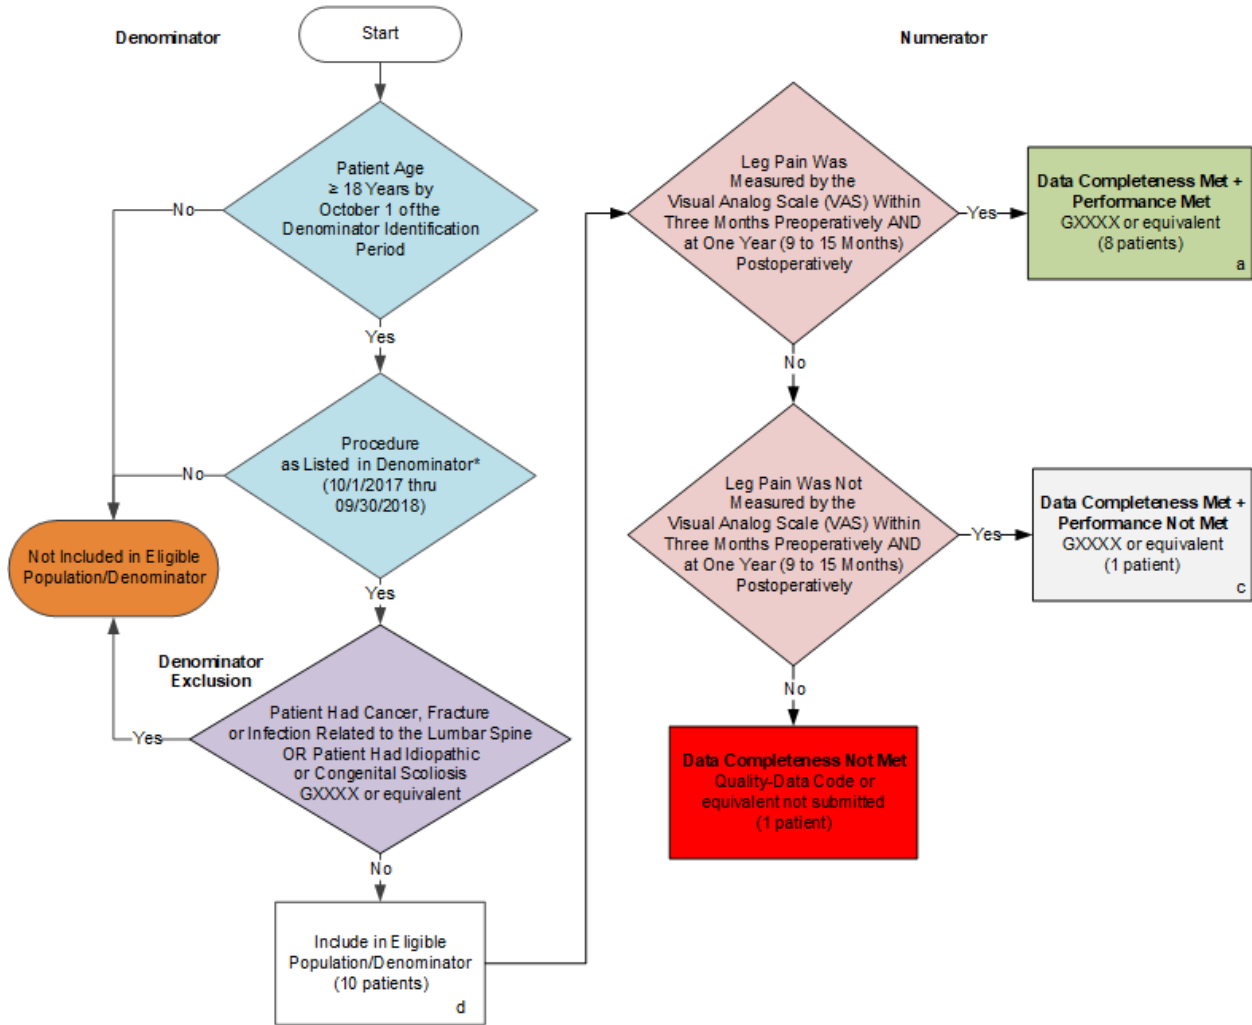 Denominator
Start
Patient Age
≥ 18 Years by
October 1 of the
Denominator Identification
Period
No
Yes
Procedure
as Listed in Denominator*
(10/1/2017 thru
09/30/2018)
No
Not Included in Eligible
Population/Denominator
Yes
Denominator
Exclusion
Patient Had Cancer, Fracture
or Infection Related to the Lumbar Spine
OR Patient Had Idiopathic
or Congenital Scoliosis
GXXXX or equivalent
Yes
No
Include in Eligible
Population/Denominator
(10 patients)
d
Numerator
Leg Pain Was
Measured by the
Visual Analog Scale (VAS) Within
Three Months Preoperatively AND
at One Year (9 to 15 Months)
Postoperatively
Yes
Data Completeness Met +
Performance Met
GXXXX or equivalent
(8 patients)
a
No
Leg Pain Was Not
Measured by the
Visual Analog Scale (VAS) Within
Three Months Preoperatively AND
at One Year (9 to 15 Months)
Postoperatively
Yes
Data Completeness Met +
Performance Not Met
GXXXX or equivalent
(1 patient)
c
No
Data Completeness Not Met
Quality-Data Code or
equivalent not submitted
(1 patient)